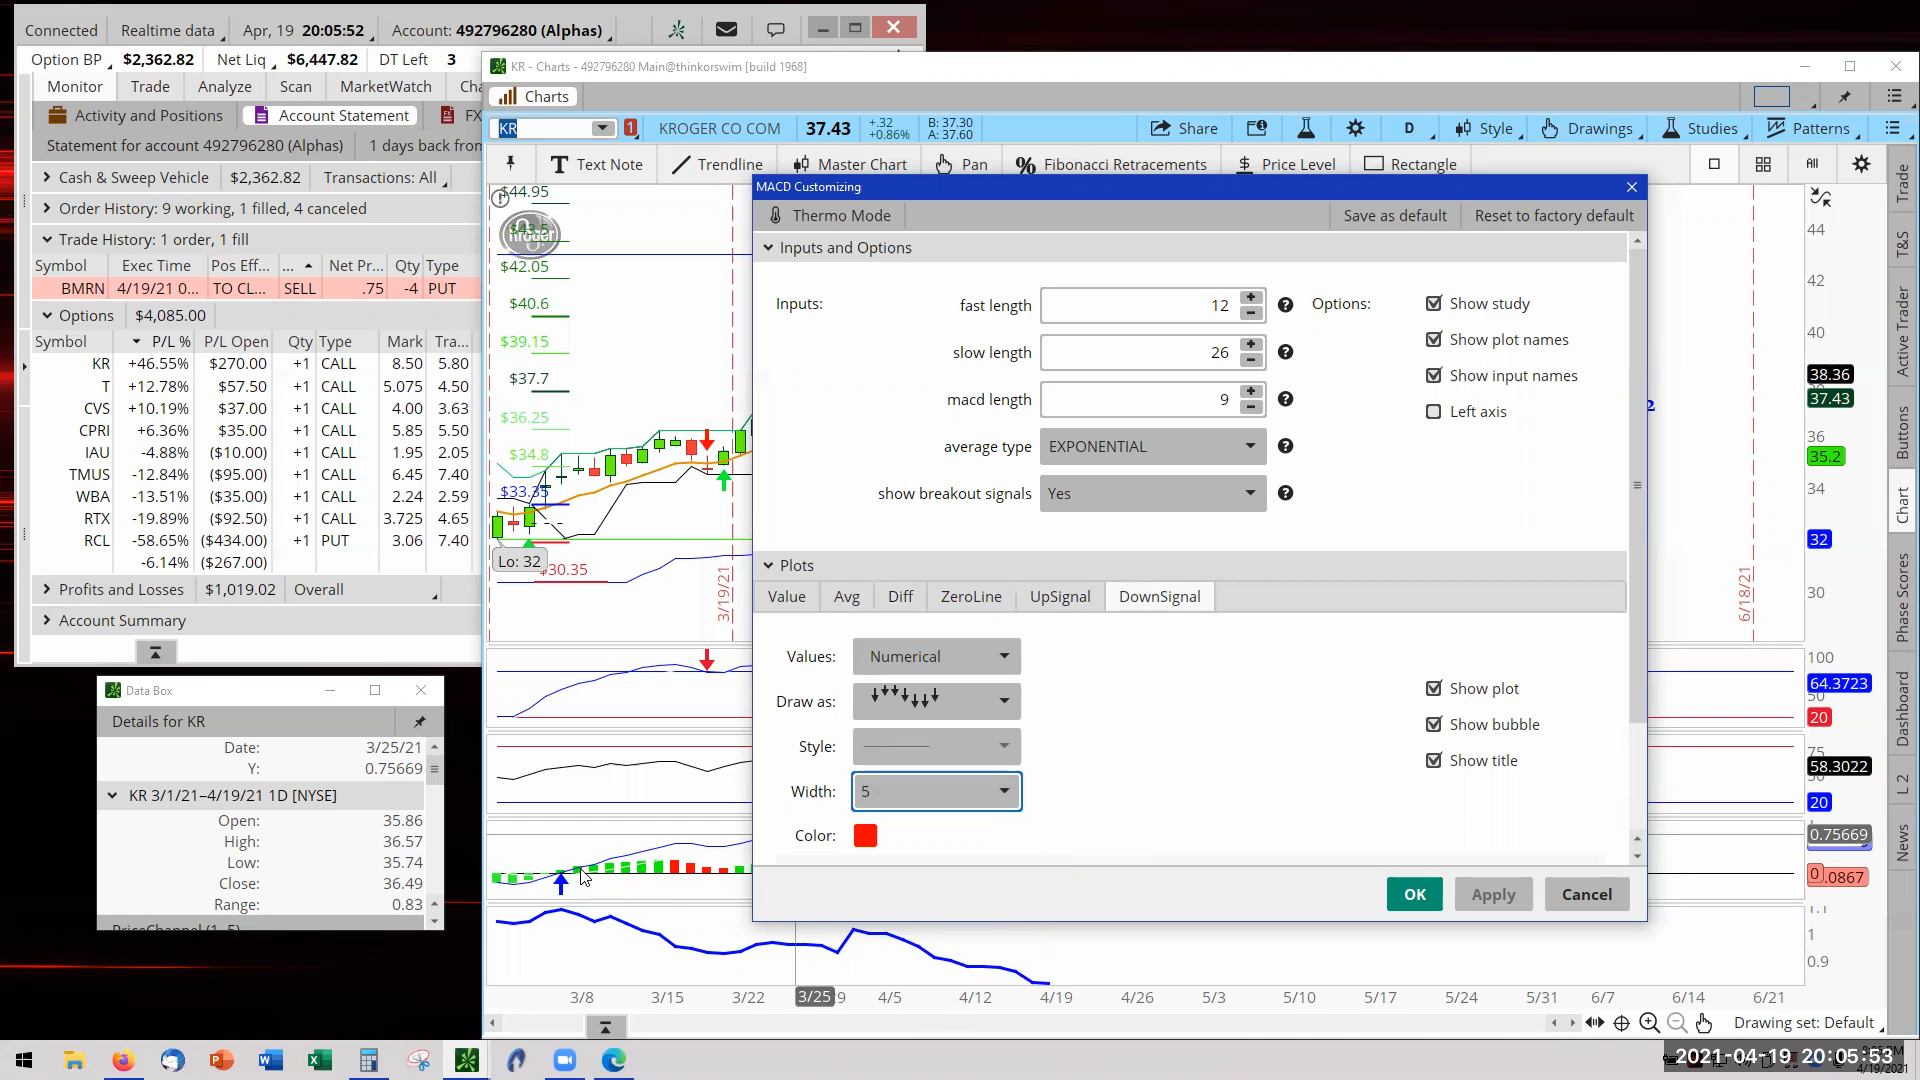 Connected Realtime data Apr, 19 20:05:52 Account: 492796280 (Alphas)
Option BP $2,362.82 Net Liq $6,447.82 DT Left 3
Monitor Trade Analyze Scan MarketWatch Cha
Activity and Positions Account Statement FX
Statement for account 492796280 (Alphas) 1 days back from
Cash & Sweep Vehicle $2,362.82 Transactions: All
Order History: 9 working, 1 filled, 4 canceled
Trade History: 1 order, 1 fill
Symbol Exec Time Pos Eff... ... Net Pr... Qty Type
BMRN 4/19/21 0... TO CL... SELL .75 -4 PUT
Options $4,085.00
Symbol P/L % P/L Open Qty Type Mark Tra...
KR +46.55% $270.00 +1 CALL 8.50 5.80
T +12.78% $57.50 +1 CALL 5.075 4.50
CVS +10.19% $37.00 +1 CALL 4.00 3.63
CPRI +6.36% $35.00 +1 CALL 5.85 5.50
IAU -4.88% ($10.00) +1 CALL 1.95 2.05
TMUS -12.84% ($95.00) +1 CALL 6.45 7.40
WBA -13.51% ($35.00) +1 CALL 2.24 2.59
RTX -19.89% ($92.50) +1 CALL 3.725 4.65
RCL -58.65% ($434.00) +1 PUT 3.06 7.40
-6.14% ($267.00)
Profits and Losses $1,019.02 Overall
Account Summary
Data Box
Details for KR
Date: 3/25/21
Y: 0.75669
KR 3/1/21–4/19/21 1D [NYSE]
Open: 35.86
High: 36.57
Low: 35.74
Close: 36.49
Range: 0.83
KR - Charts - 492796280 Main@thinkorswim [build 1968]
Charts
KR 1 KROGER CO COM 37.43 +.32 +0.86% B: 37.30 A: 37.60 Share D Style Drawings Studies Patterns
Text Note Trendline Master Chart Pan Fibonacci Retracements Price Level Rectangle All
$44.95
$43.5
Kroger
$42.05
$40.6
$39.15
$37.7
$36.25
$34.8
$33.35
Lo: 32
$30.35
3/19/21
MACD Customizing
Thermo Mode Save as default Reset to factory default
Inputs and Options
Inputs: fast length 12 Options: Show study
slow length 26 Show plot names
macd length 9 Show input names
average type EXPONENTIAL Left axis
show breakout signals Yes
Plots
Value Avg Diff ZeroLine UpSignal DownSignal
Values: Numerical
Draw as: Show plot
Style: Show bubble
Width: 5 Show title
Color:
OK Apply Cancel
6/18/21
44
42
40
38.36
37.43
36
35.2
34
32
30
100
64.3723
20
75
58.3022
20
0.75669
0 .0867
1.1
1
0.9
3/8 3/15 3/22 3/25 9 4/5 4/12 4/19 4/26 5/3 5/10 5/17 5/24 5/31 6/7 6/14 6/21
Drawing set: Default
Trade
T&S
Active Trader
Buttons
Chart
Phase Scores
Dashboard
L 2
News
2021-04-19 20:05:53
4/19/2021